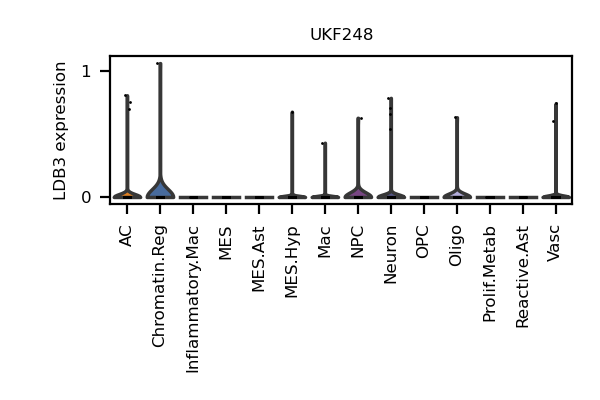 UKF248
LDB3 expression
1
0
AC
Chromatin.Reg
Inflammatory.Mac
MES
MES.Ast
MES.Hyp
Mac
NPC
Neuron
OPC
Oligo
Prolif.Metab
Reactive.Ast
Vasc